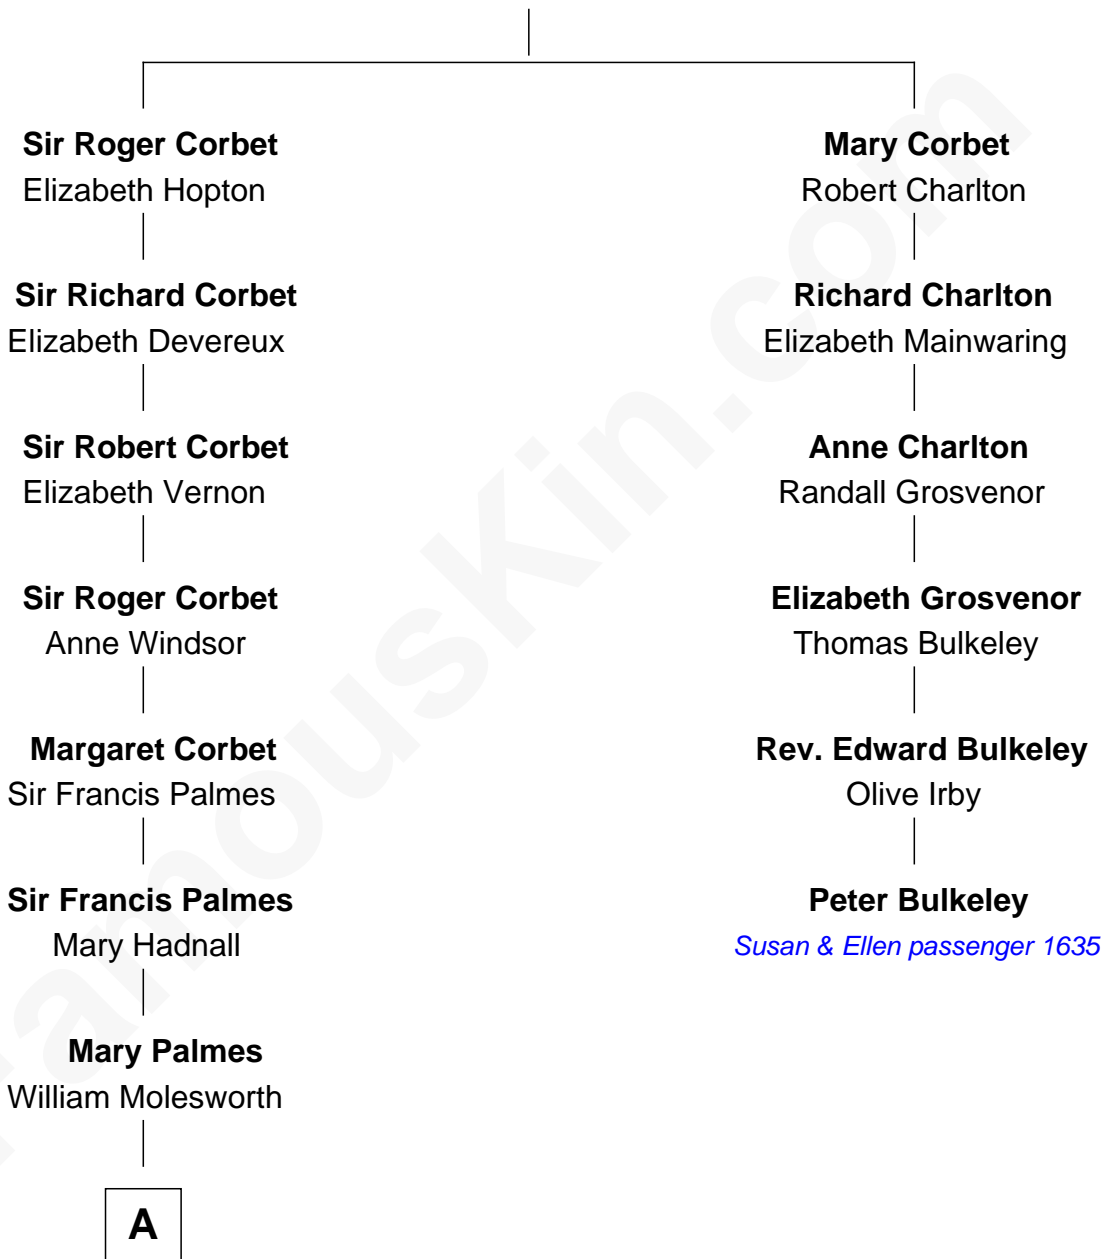 Sir Roger Corbet
Elizabeth Hopton
Sir Richard Corbet
Elizabeth Devereux
Sir Robert Corbet
Elizabeth Vernon
Sir Roger Corbet
Anne Windsor
Margaret Corbet
Sir Francis Palmes
Sir Francis Palmes
Mary Hadnall
Mary Palmes
William Molesworth
A
Mary Corbet
Robert Charlton
Richard Charlton
Elizabeth Mainwaring
Anne Charlton
Randall Grosvenor
Elizabeth Grosvenor
Thomas Bulkeley
Rev. Edward Bulkeley
Olive Irby
Peter Bulkeley
Susan & Ellen passenger 1635
FamousKin.com